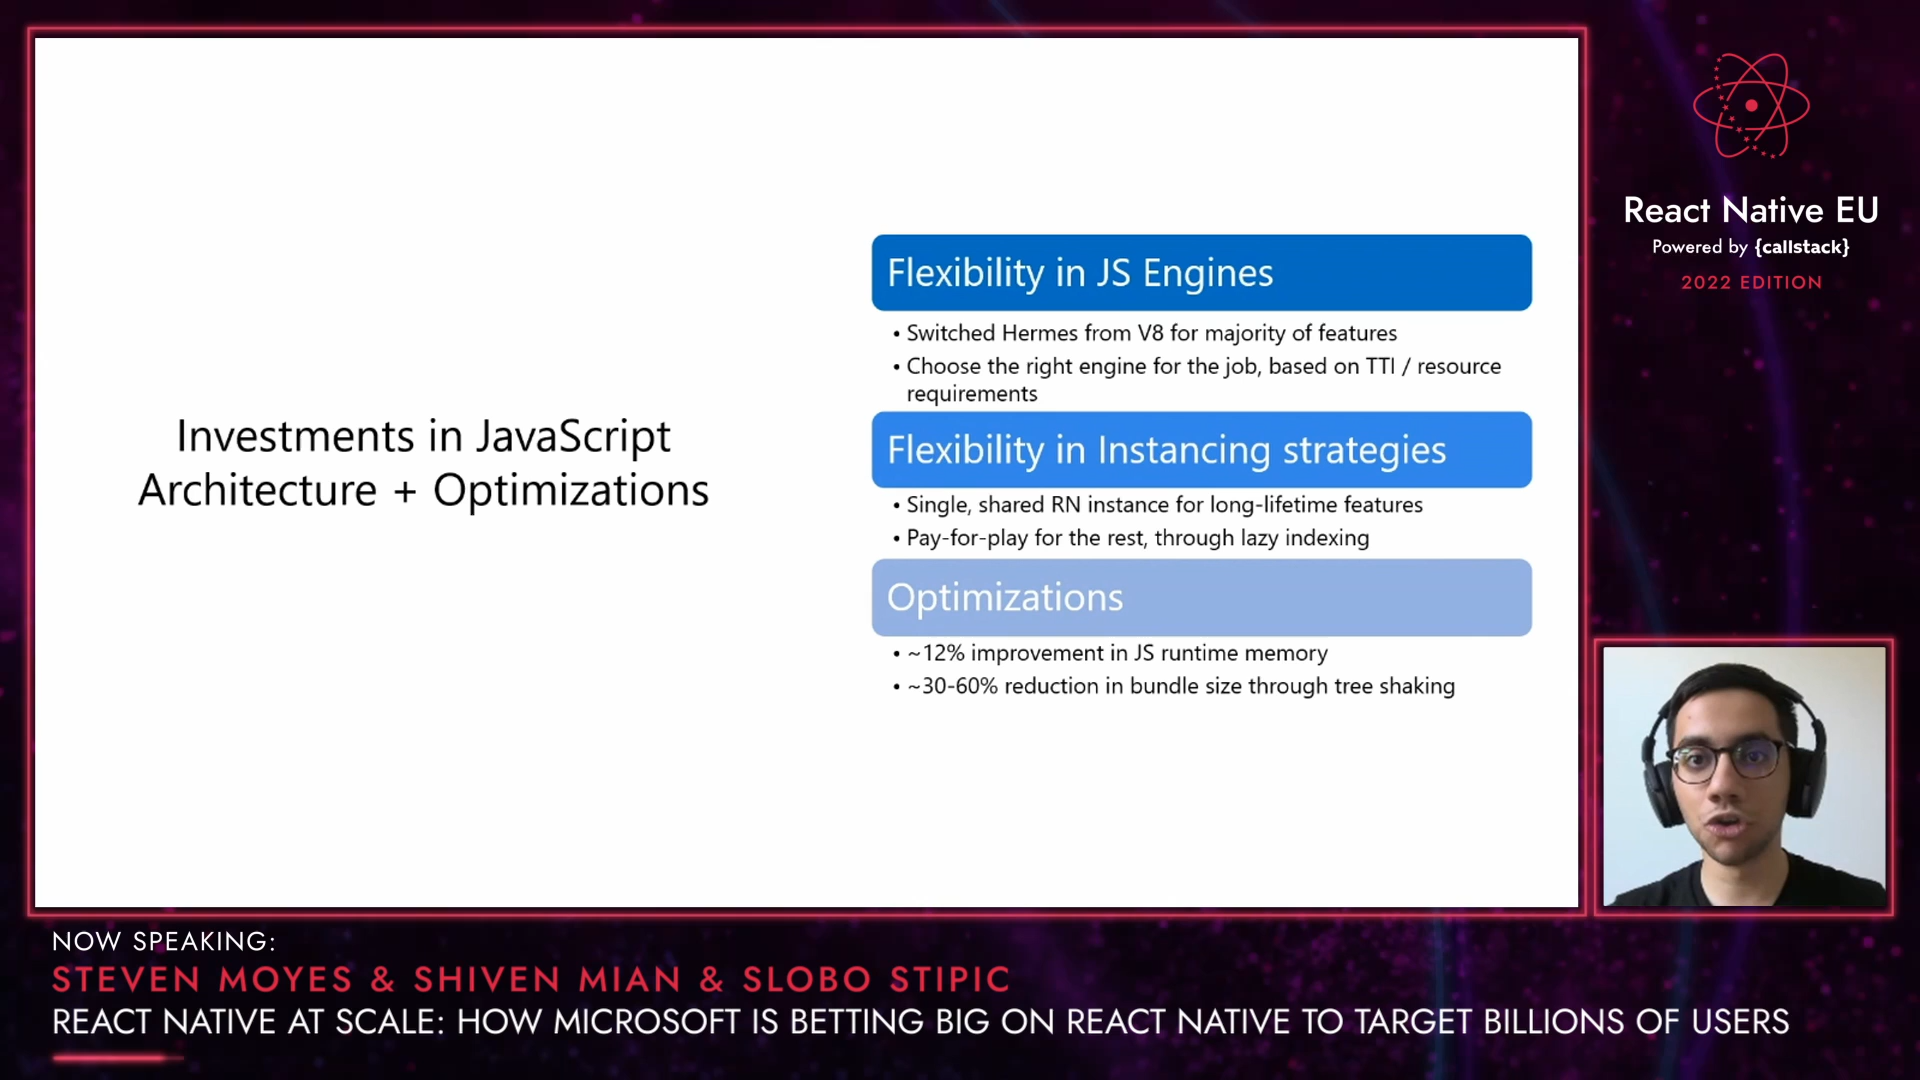 Investments in JavaScript
Architecture + Optimizations
Flexibility in JS Engines
• Switched Hermes from V8 for majority of features
• Choose the right engine for the job, based on TTI / resource
requirements
Flexibility in Instancing strategies
• Single, shared RN instance for long-lifetime features
• Pay-for-play for the rest, through lazy indexing
Optimizations
• ~12% improvement in JS runtime memory
• ~30-60% reduction in bundle size through tree shaking
React Native EU
Powered by {callstack}
2022 EDITION
NOW SPEAKING:
STEVEN MOYES & SHIVEN MIAN & SLOBO STIPIC
REACT NATIVE AT SCALE: HOW MICROSOFT IS BETTING BIG ON REACT NATIVE TO TARGET BILLIONS OF USERS